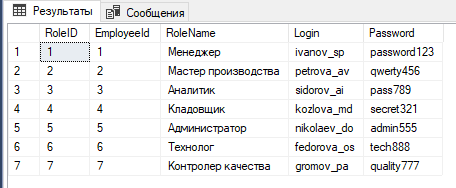 Результаты Сообщения
RoleID EmployeeId RoleName Login Password
1 1 1 Менеджер ivanov_sp password123
2 2 2 Мастер производства petrova_av qwerty456
3 3 3 Аналитик sidorov_ai pass789
4 4 4 Кладовщик kozlova_md secret321
5 5 5 Администратор nikolaev_do admin555
6 6 6 Технолог fedorova_os tech888
7 7 7 Контролер качества gromov_pa quality777